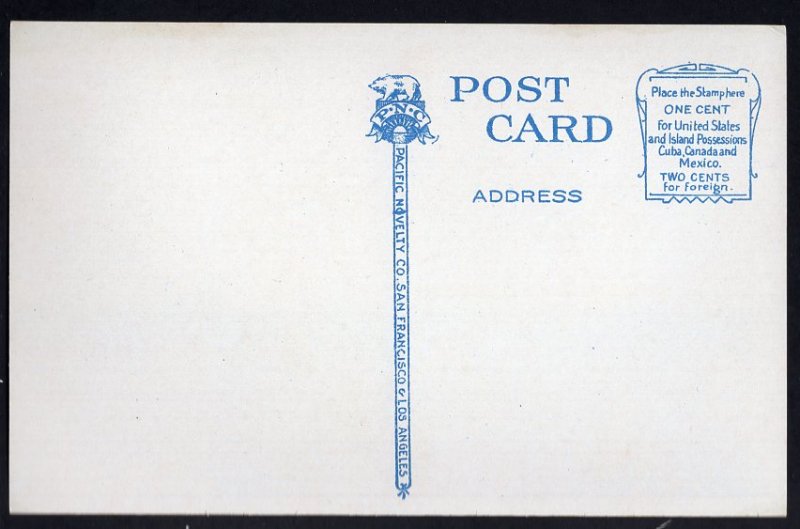 P·N·C
PACIFIC NOVELTY CO. SAN FRANCISCO & LOS ANGELES
POST
CARD
ADDRESS
Place the Stamp here
ONE CENT
for United States
and Island Possessions
Cuba, Canada and
Mexico.
TWO CENTS
for foreign.